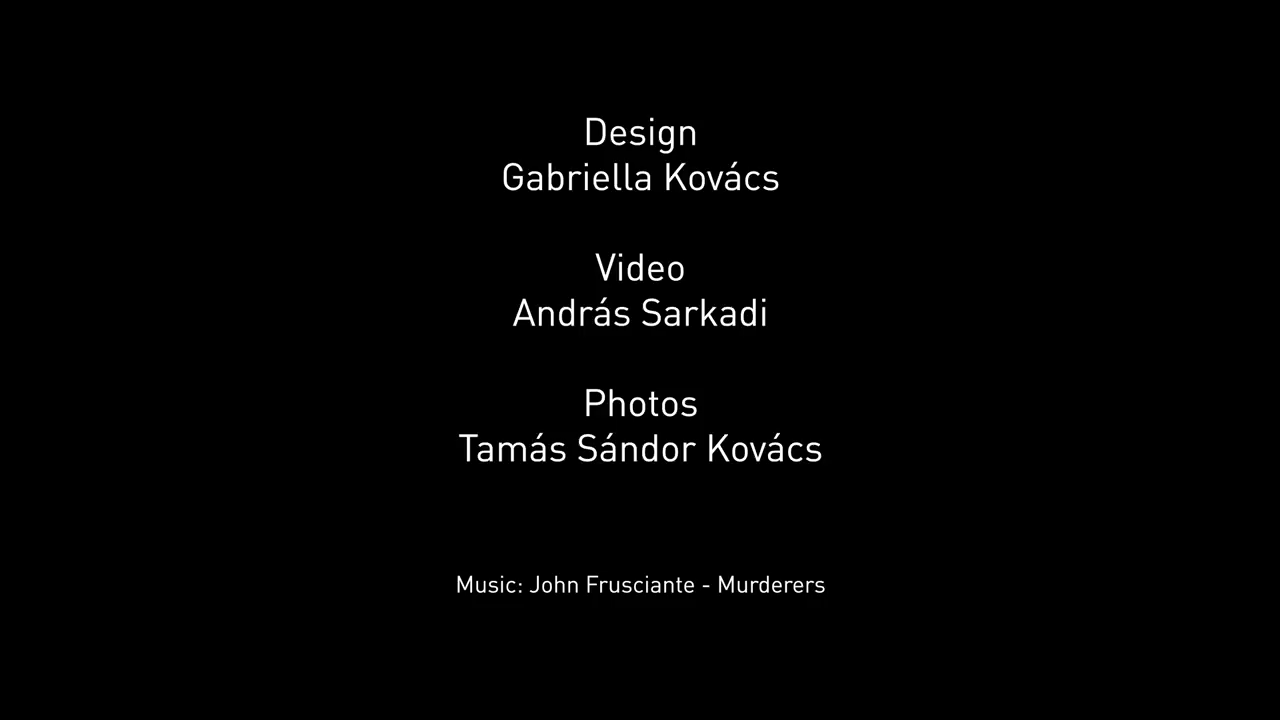 Design
Gabriella Kovács
Video
András Sarkadi
Photos
Tamás Sándor Kovács
Music: John Frusciante - Murderers